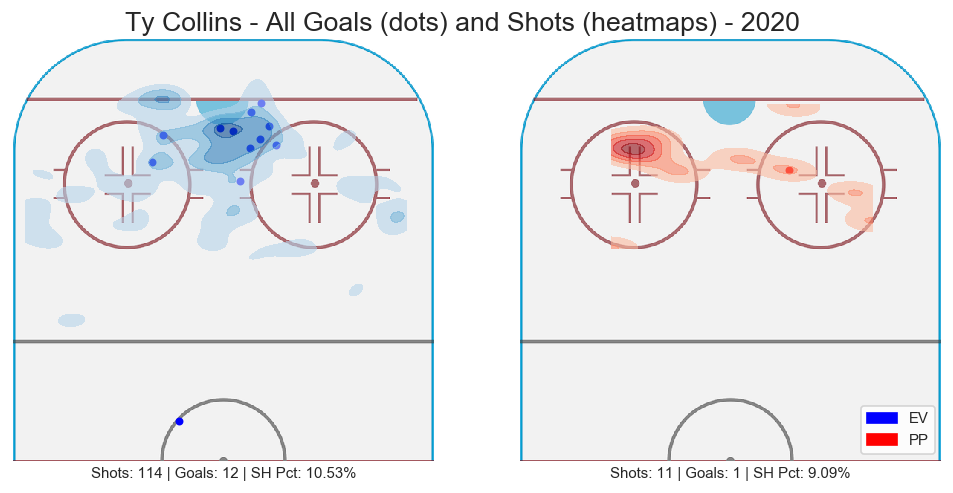 Ty Collins - All Goals (dots) and Shots (heatmaps) - 2020
EV
PP
Shots: 114 | Goals: 12 | SH Pct: 10.53%
Shots: 11 | Goals: 1 | SH Pct: 9.09%